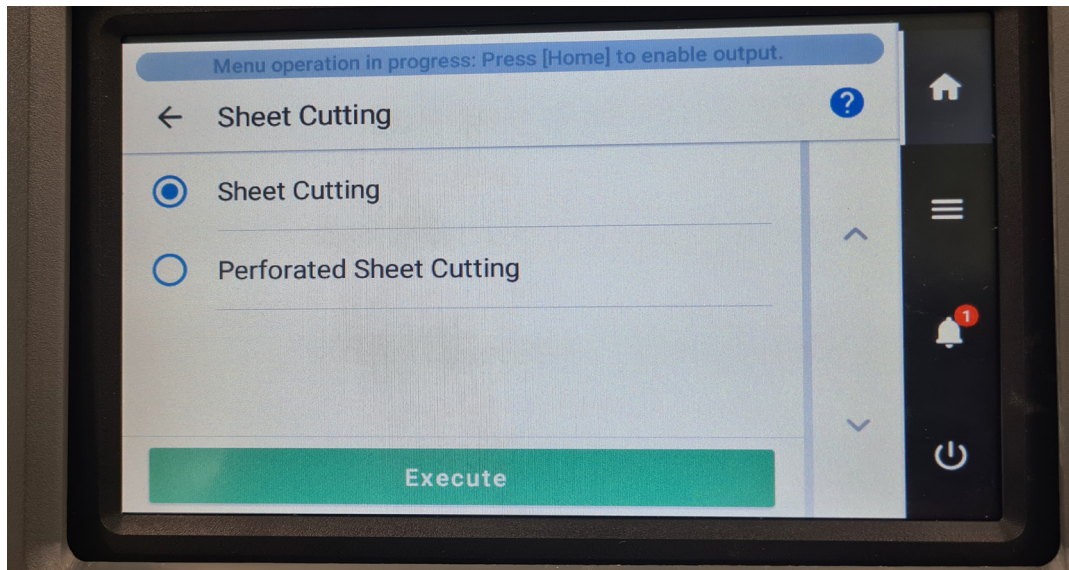 Menu operation in progress: Press [Home] to enable output.
Sheet Cutting
?
Sheet Cutting
Perforated Sheet Cutting
1
Execute